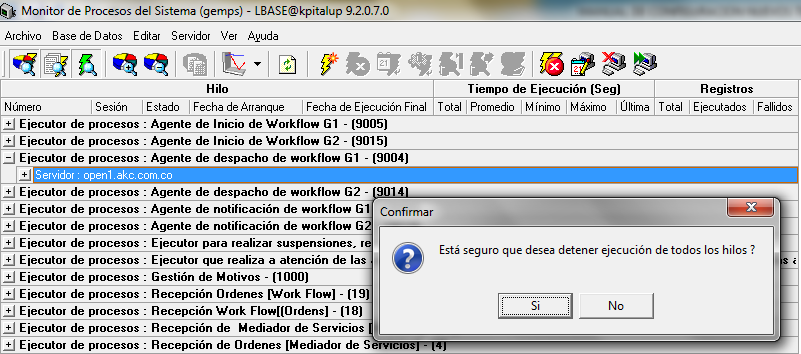 Monitor de Procesos del Sistema (gemps) - LBASE@kpitalup 9.2.0.7.0
Archivo Base de Datos Editar Servidor Ver Ayuda
Hilo Tiempo de Ejecución (Seg) Registros
Número Sesión Estado Fecha de Arranque Fecha de Ejecución Final Total Promedio Mínimo Máximo Última Total Ejecutados Fallidos
Ejecutor de procesos : Agente de Inicio de Workflow G1 - (9005)
Ejecutor de procesos : Agente de Inicio de Workflow G2 - (9015)
Ejecutor de procesos : Agente de despacho de workflow G1 - (9004)
Servidor : open1.akc.com.co
Ejecutor de procesos : Agente de despacho de workflow G2 - (9014)
Ejecutor de procesos : Agente de notificación de workflow G1
Ejecutor de procesos : Agente de notificación de workflow G2
Ejecutor de procesos : Ejecutor para realizar suspensiones, re
Ejecutor de procesos : Ejecutor que realiza a atención de las
Ejecutor de procesos : Gestión de Motivos - (1000)
Ejecutor de procesos : Recepción Ordenes [Work Flow] - (19)
Ejecutor de procesos : Recepción Work Flow[(Ordens] - (18)
Ejecutor de procesos : Recepción de Mediador de Servicios [
Ejecutor de procesos : Recepción de Ordenes [Mediador de Servicios] - (4)
Confirmar
Está seguro que desea detener ejecución de todos los hilos ?
Si No